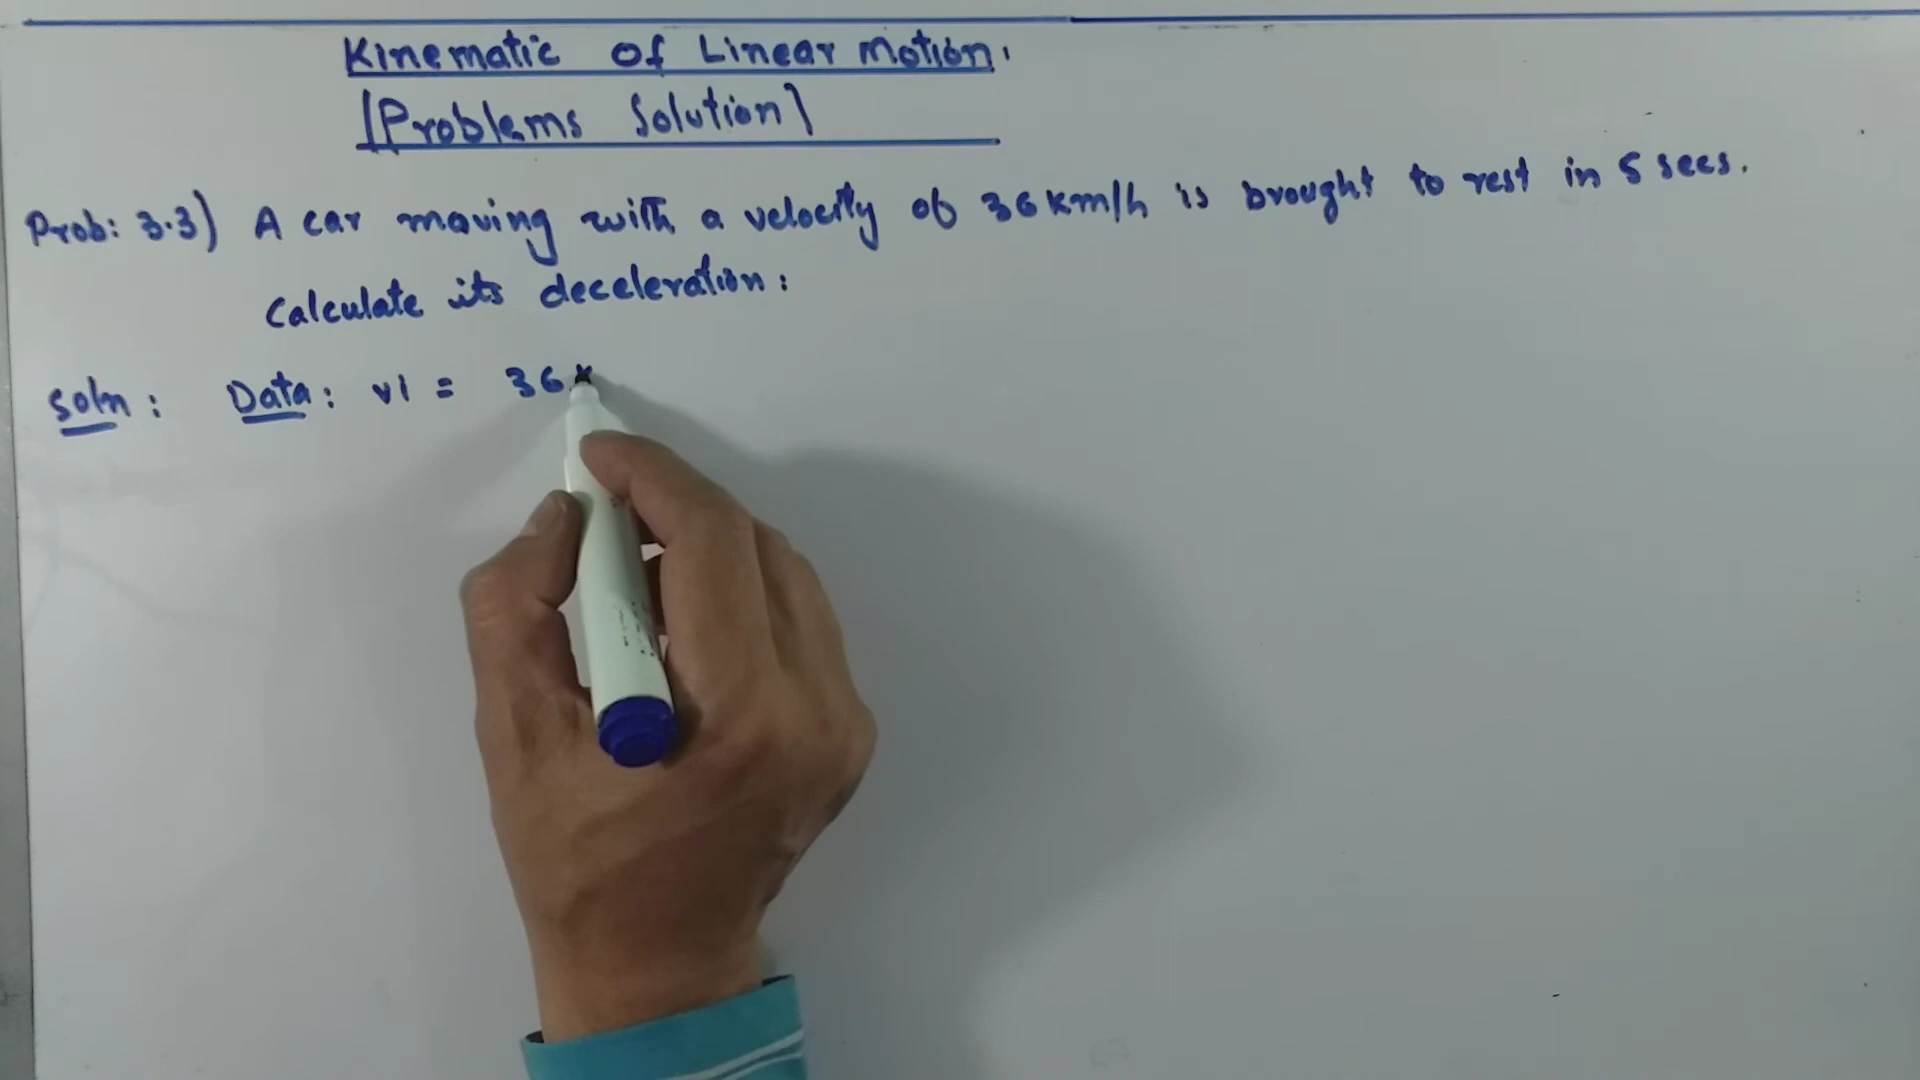 Kinematic of Linear Motion.
[Problems Solution]
Prob: 3.3) A car moving with a velocity of 36 km/h is brought to rest in 5 secs.
Calculate its deceleration:
Soln: Data: vi = 36 k